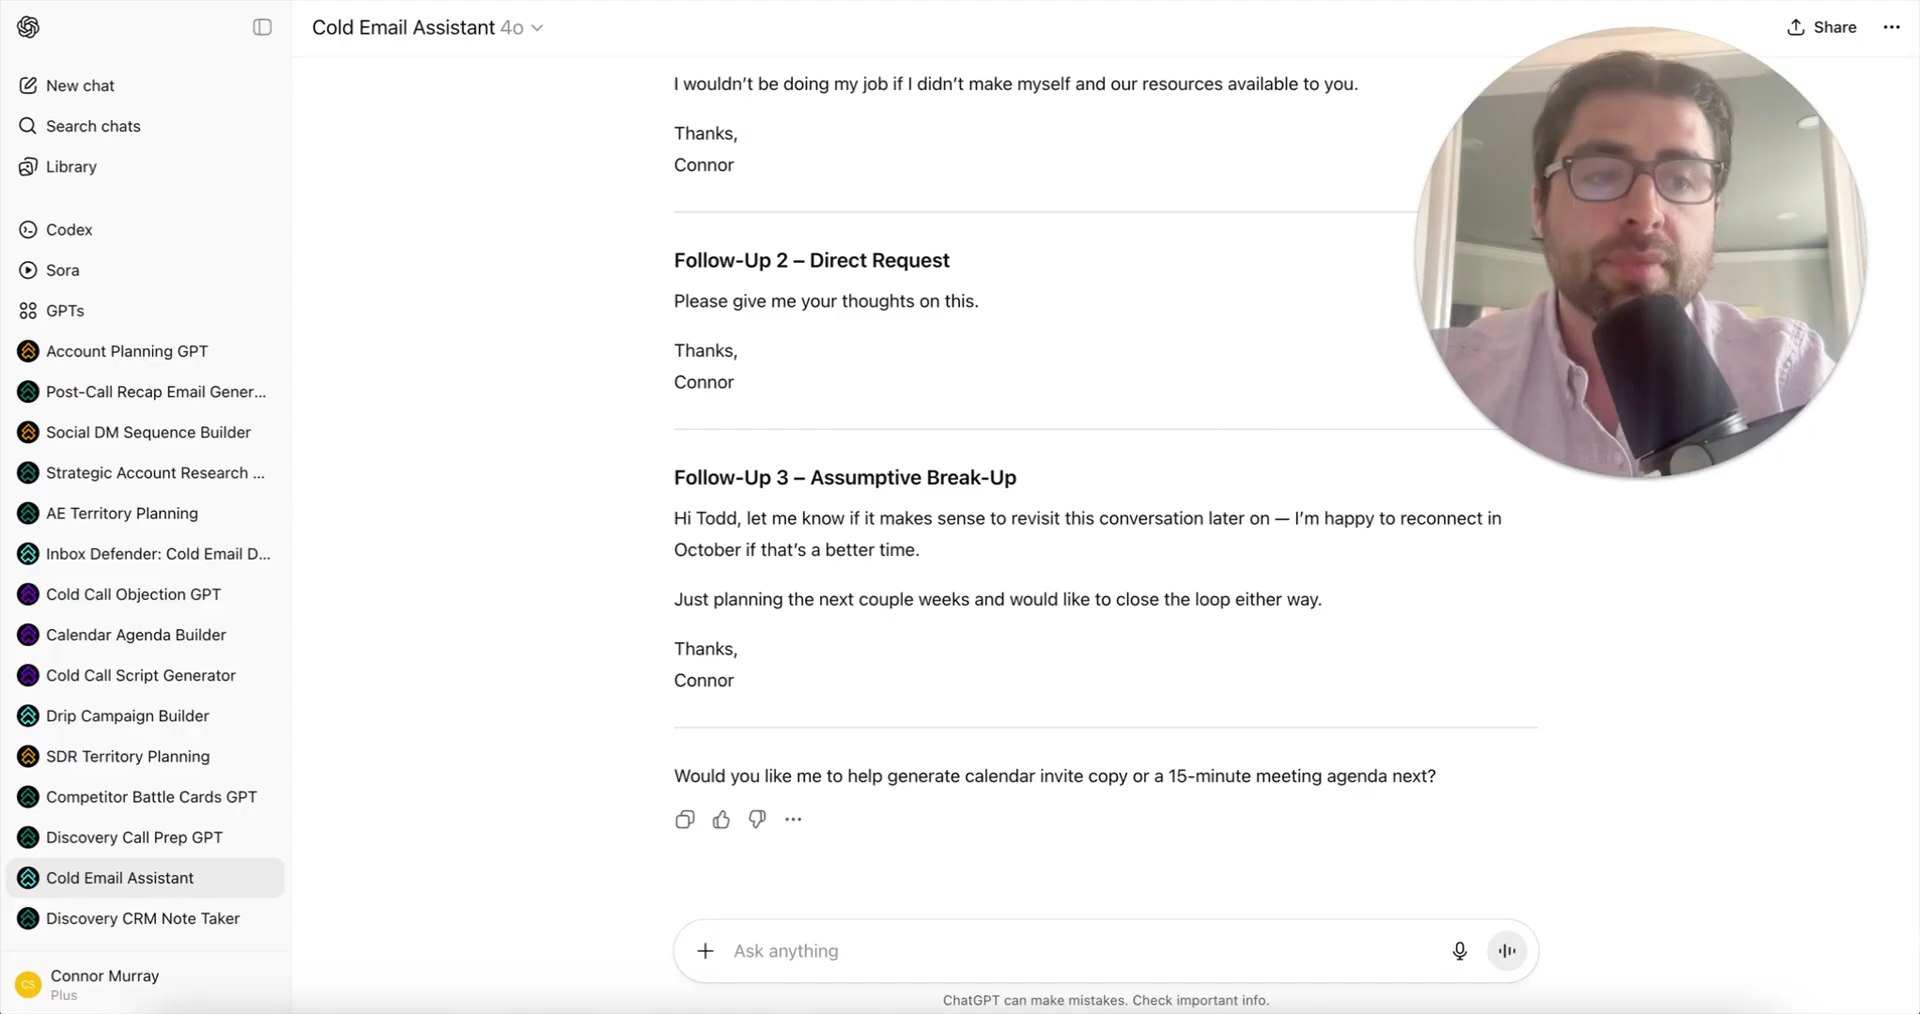 Cold Email Assistant 4o
Share
New chat
Search chats
Library
Codex
Sora
GPTs
Account Planning GPT
Post-Call Recap Email Gener...
Social DM Sequence Builder
Strategic Account Research ...
AE Territory Planning
Inbox Defender: Cold Email D...
Cold Call Objection GPT
Calendar Agenda Builder
Cold Call Script Generator
Drip Campaign Builder
SDR Territory Planning
Competitor Battle Cards GPT
Discovery Call Prep GPT
Cold Email Assistant
Discovery CRM Note Taker
CS
Connor Murray
Plus
I wouldn’t be doing my job if I didn’t make myself and our resources available to you.
Thanks,
Connor
Follow-Up 2 – Direct Request
Please give me your thoughts on this.
Thanks,
Connor
Follow-Up 3 – Assumptive Break-Up
Hi Todd, let me know if it makes sense to revisit this conversation later on — I’m happy to reconnect in
October if that’s a better time.
Just planning the next couple weeks and would like to close the loop either way.
Thanks,
Connor
Would you like me to help generate calendar invite copy or a 15-minute meeting agenda next?
Ask anything
ChatGPT can make mistakes. Check important info.